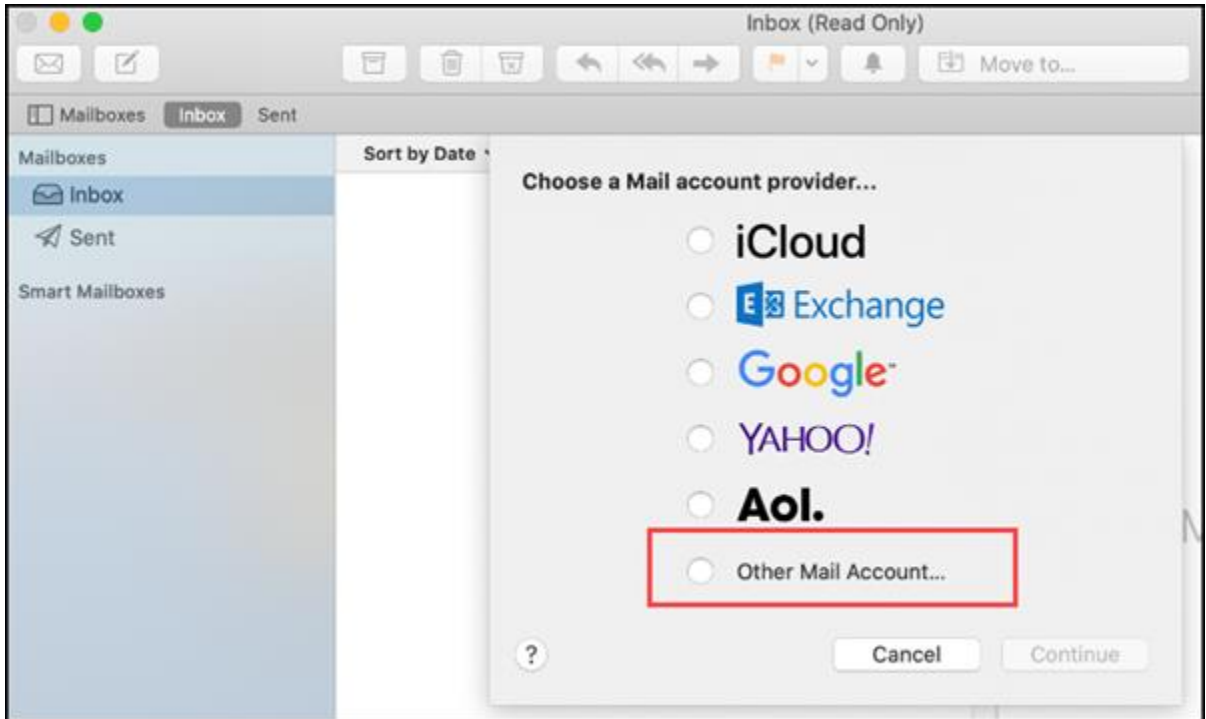 Inbox (Read Only)
Move to...
Mailboxes Inbox Sent
Mailboxes
Inbox
Sent
Smart Mailboxes
Sort by Date
Choose a Mail account provider...
iCloud
E Exchange
Google™
YAHOO!
Aol.
Other Mail Account...
? Cancel Continue